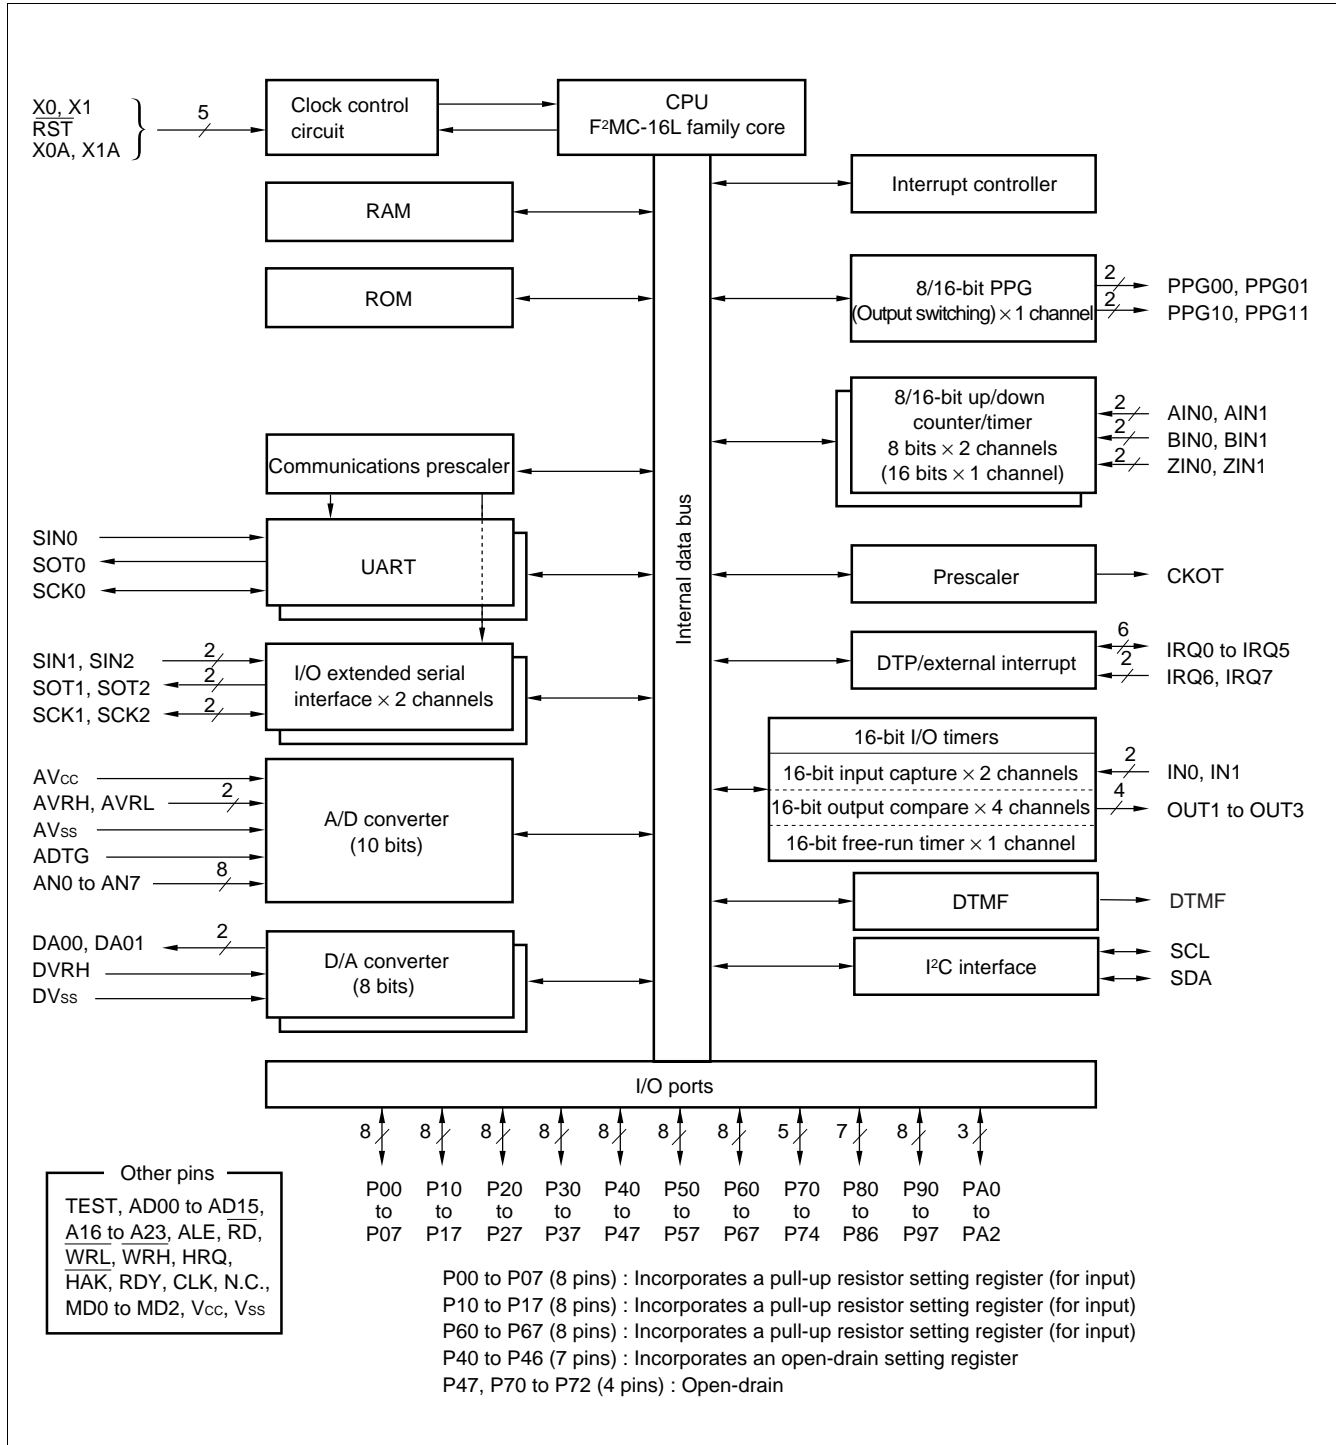 X0, X1
RST
X0A, X1A
5
Clock control
circuit
CPU
F²MC-16L family core
Interrupt controller
RAM
ROM
8/16-bit PPG
(Output switching) × 1 channel
2
2
PPG00, PPG01
PPG10, PPG11
8/16-bit up/down
counter/timer
8 bits × 2 channels
(16 bits × 1 channel)
2
2
2
AIN0, AIN1
BIN0, BIN1
ZIN0, ZIN1
Communications prescaler
Internal data bus
SIN0
SOT0
SCK0
UART
Prescaler
CKOT
SIN1, SIN2
SOT1, SOT2
SCK1, SCK2
2
2
2
I/O extended serial
interface × 2 channels
DTP/external interrupt
6
2
IRQ0 to IRQ5
IRQ6, IRQ7
16-bit I/O timers
16-bit input capture × 2 channels
16-bit output compare × 4 channels
16-bit free-run timer × 1 channel
2
4
IN0, IN1
OUT1 to OUT3
AVCC
AVRH, AVRL
AVSS
ADTG
AN0 to AN7
2
8
A/D converter
(10 bits)
DTMF
DTMF
DA00, DA01
DVRH
DVSS
2
D/A converter
(8 bits)
I²C interface
SCL
SDA
I/O ports
8 8 8 8 8 8 8 5 7 8 3
P00 P10 P20 P30 P40 P50 P60 P70 P80 P90 PA0
to to to to to to to to to to to
P07 P17 P27 P37 P47 P57 P67 P74 P86 P97 PA2
Other pins
TEST, AD00 to AD15,
A16 to A23, ALE, RD,
WRL, WRH, HRQ,
HAK, RDY, CLK, N.C.,
MD0 to MD2, VCC, VSS
P00 to P07 (8 pins) : Incorporates a pull-up resistor setting register (for input)
P10 to P17 (8 pins) : Incorporates a pull-up resistor setting register (for input)
P60 to P67 (8 pins) : Incorporates a pull-up resistor setting register (for input)
P40 to P46 (7 pins) : Incorporates an open-drain setting register
P47, P70 to P72 (4 pins) : Open-drain